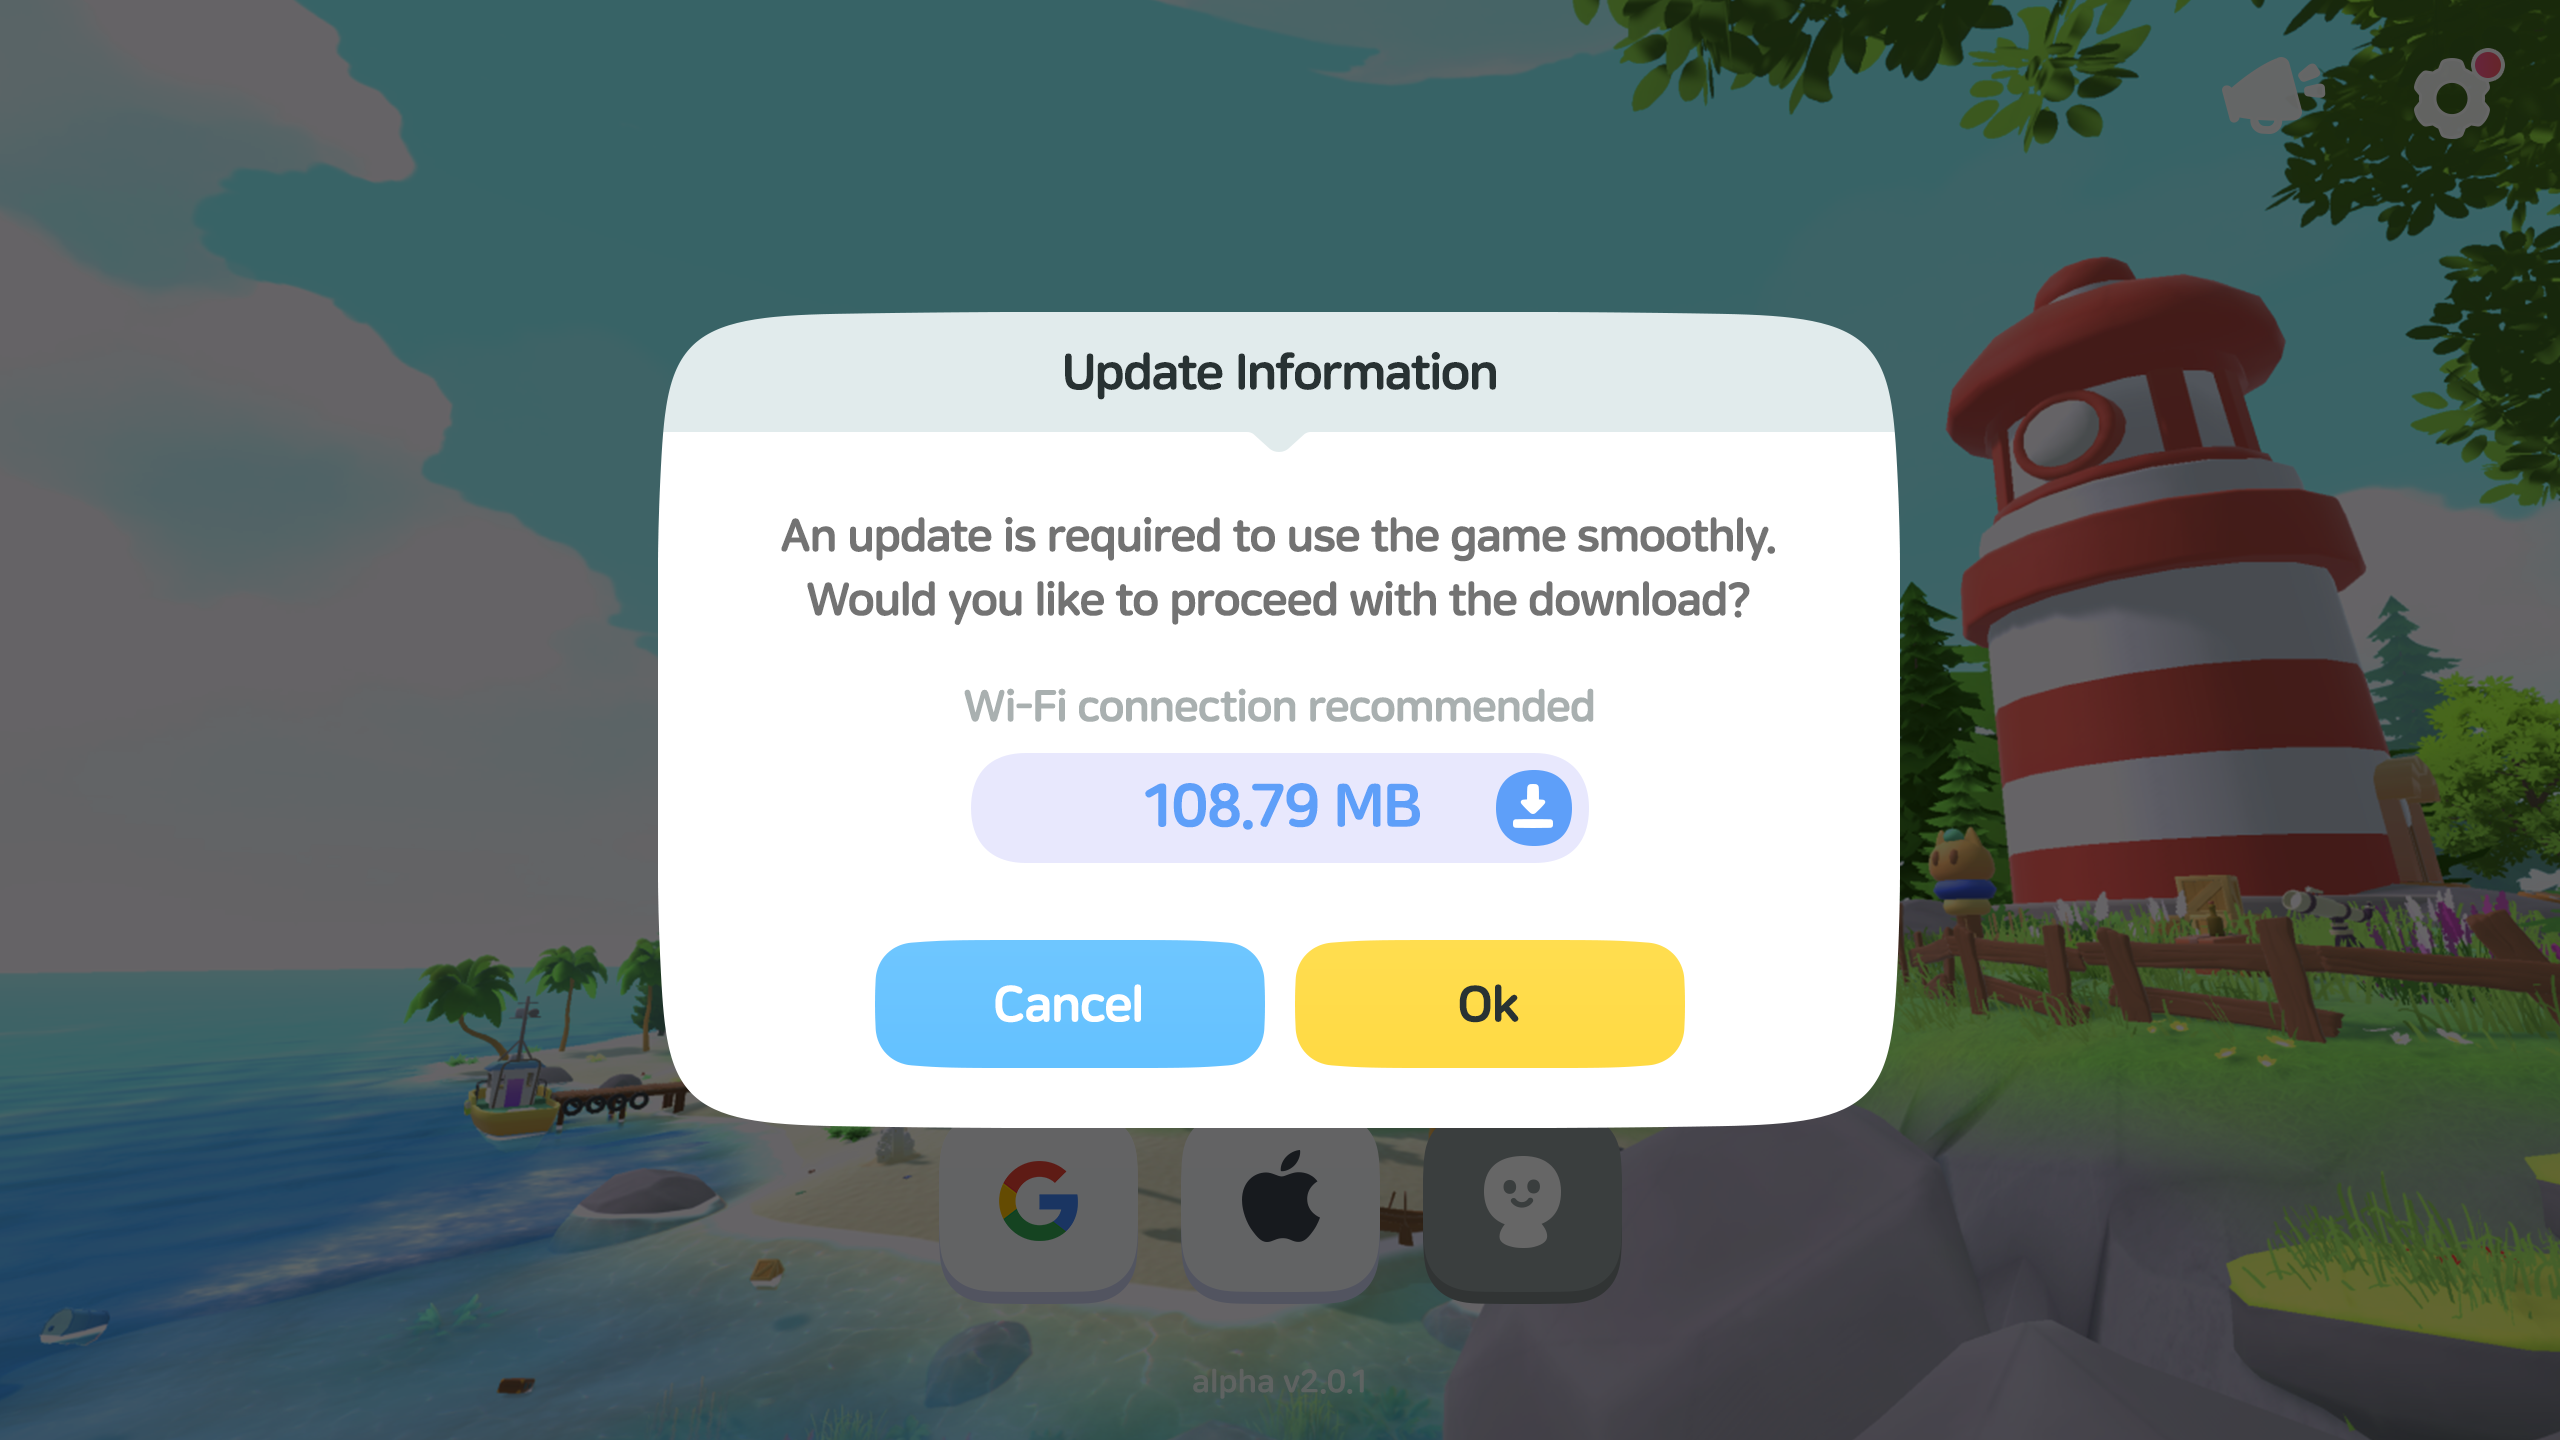 Update Information
An update is required to use the game smoothly.
Would you like to proceed with the download?
Wi-Fi connection recommended
108.79 MB
Cancel
Ok
alpha v2.0.1